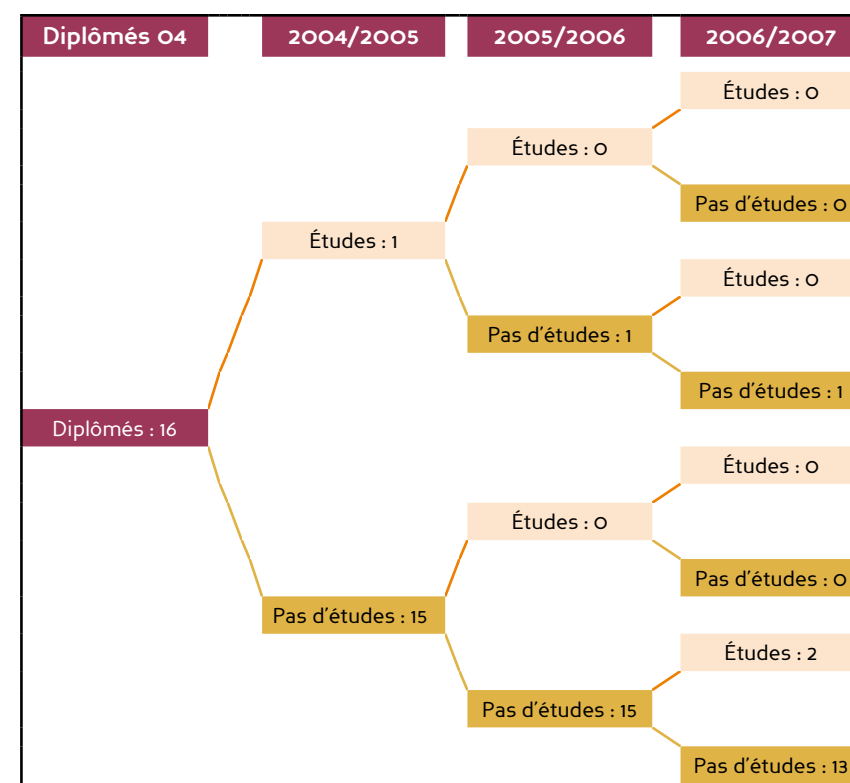 Diplômés 04 2004/2005 2005/2006 2006/2007
Études : 0
Études : 0
Pas d'études : 0
Études : 1
Études : 0
Pas d'études : 1
Pas d'études : 1
Diplômés : 16
Études : 0
Études : 0
Pas d'études : 0
Pas d'études : 15
Études : 2
Pas d'études : 15
Pas d'études : 13